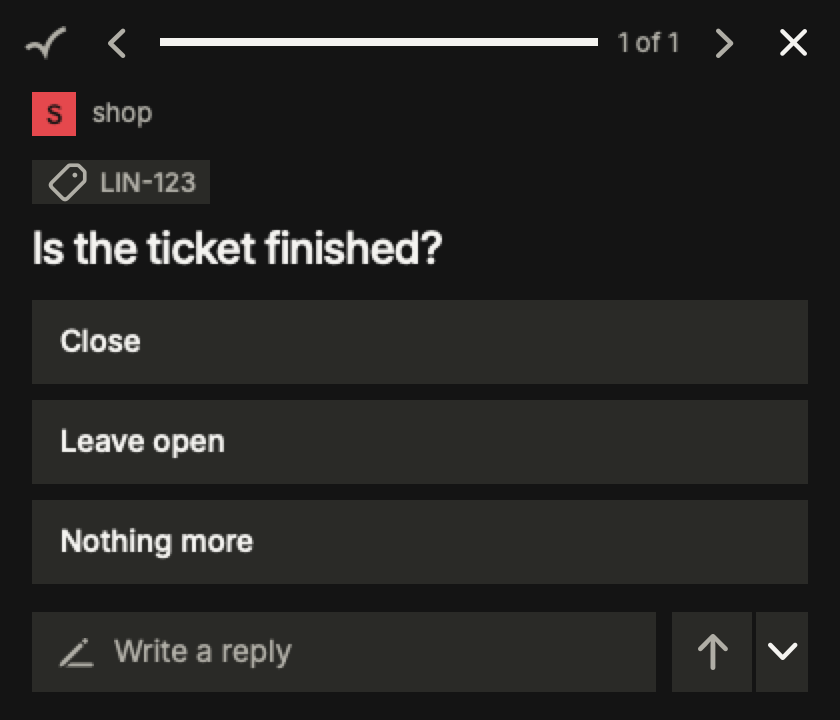 1 of 1
S shop
LIN-123
Is the ticket finished?
Close
Leave open
Nothing more
Write a reply